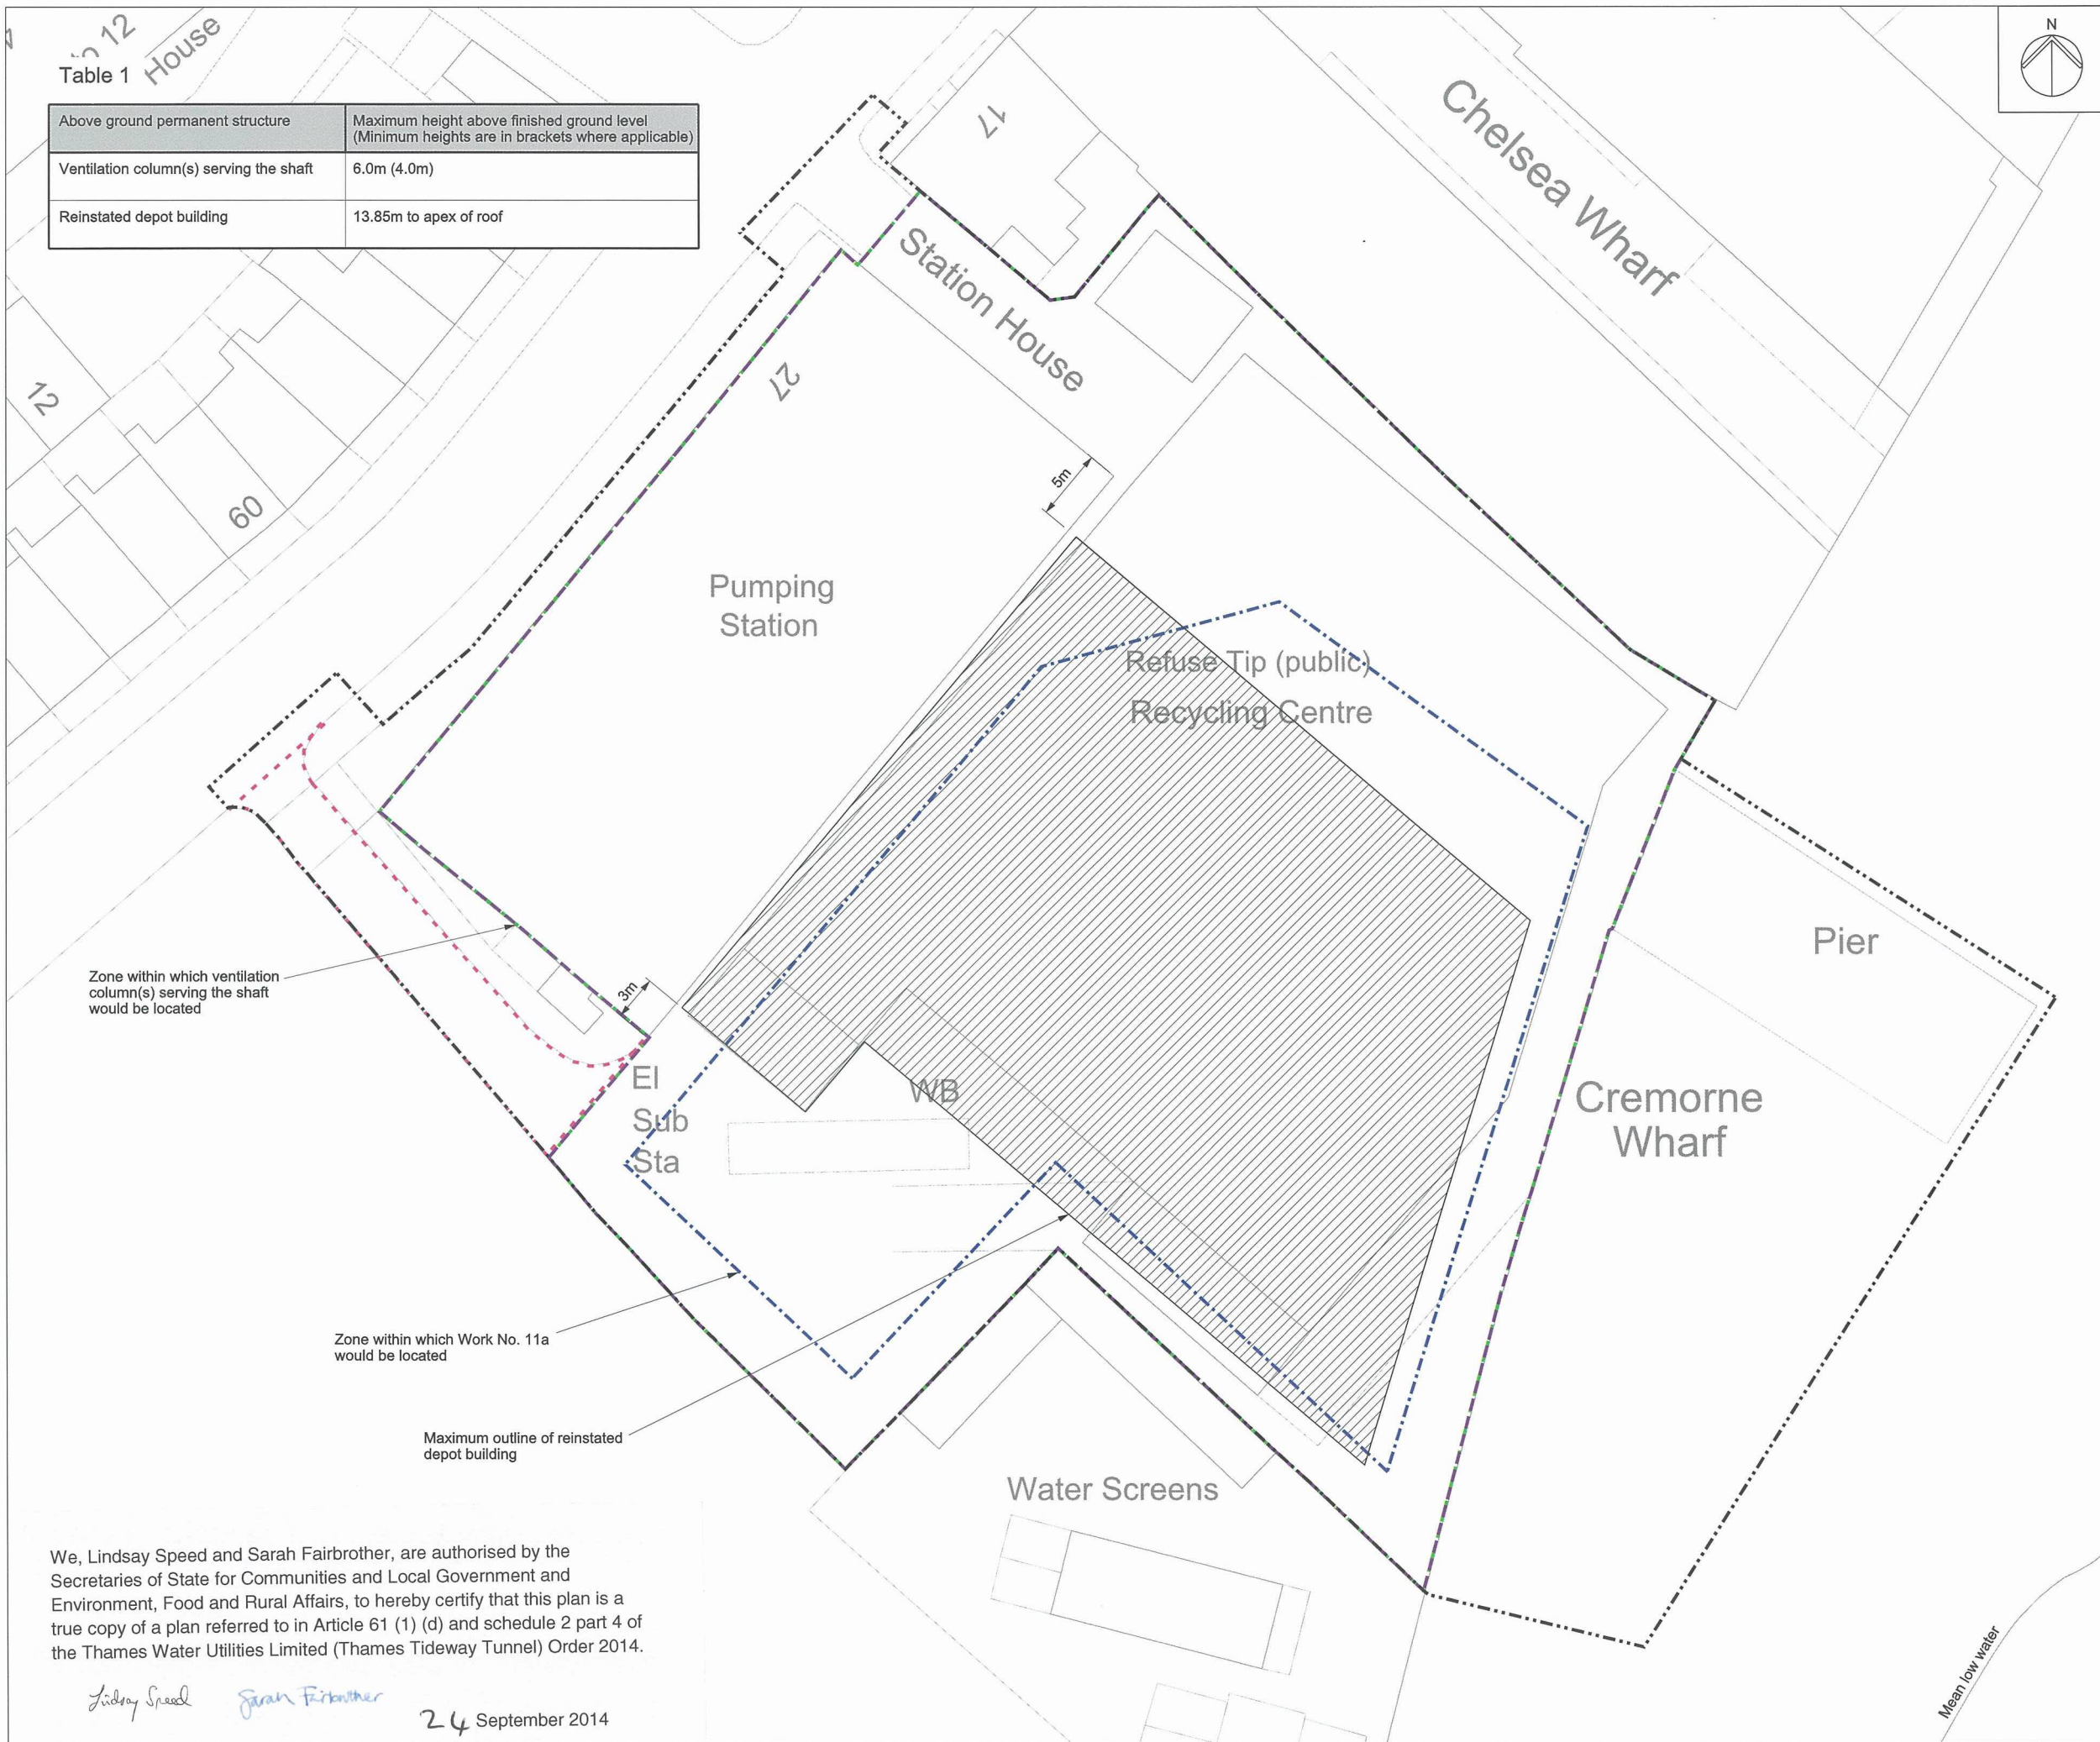 12
House
N
Table 1
Above ground permanent structure
Maximum height above finished ground level
(Minimum heights are in brackets where applicable)
Ventilation column(s) serving the shaft
6.0m (4.0m)
Reinstated depot building
13.85m to apex of roof
17
Chelsea Wharf
Station House
27
12
60
5m
Pumping
Station
Refuse Tip (public)
Recycling Centre
Pier
Zone within which ventilation
column(s) serving the shaft
would be located
3m
El
Sub
Sta
WB
Cremorne
Wharf
Zone within which Work No. 11a
would be located
Maximum outline of reinstated
depot building
Water Screens
We, Lindsay Speed and Sarah Fairbrother, are authorised by the
Secretaries of State for Communities and Local Government and
Environment, Food and Rural Affairs, to hereby certify that this plan is a
true copy of a plan referred to in Article 61 (1) (d) and schedule 2 part 4 of
the Thames Water Utilities Limited (Thames Tideway Tunnel) Order 2014.
Lindsay Speed
Sarah Fairbrother
24 September 2014
Mean low water